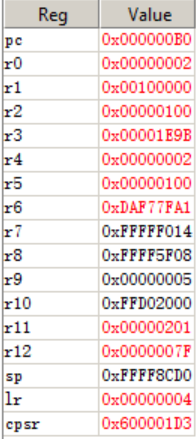 Reg Value
pc 0x000000B0
r0 0x00000002
r1 0x00100000
r2 0x00000100
r3 0x00001E9B
r4 0x00000002
r5 0x00000100
r6 0xDAF77FA1
r7 0xFFFFF014
r8 0xFFFF5F08
r9 0x00000005
r10 0xFFD02000
r11 0x00000201
r12 0x0000007F
sp 0xFFFF8CD0
lr 0x00000004
cpsr 0x600001D3